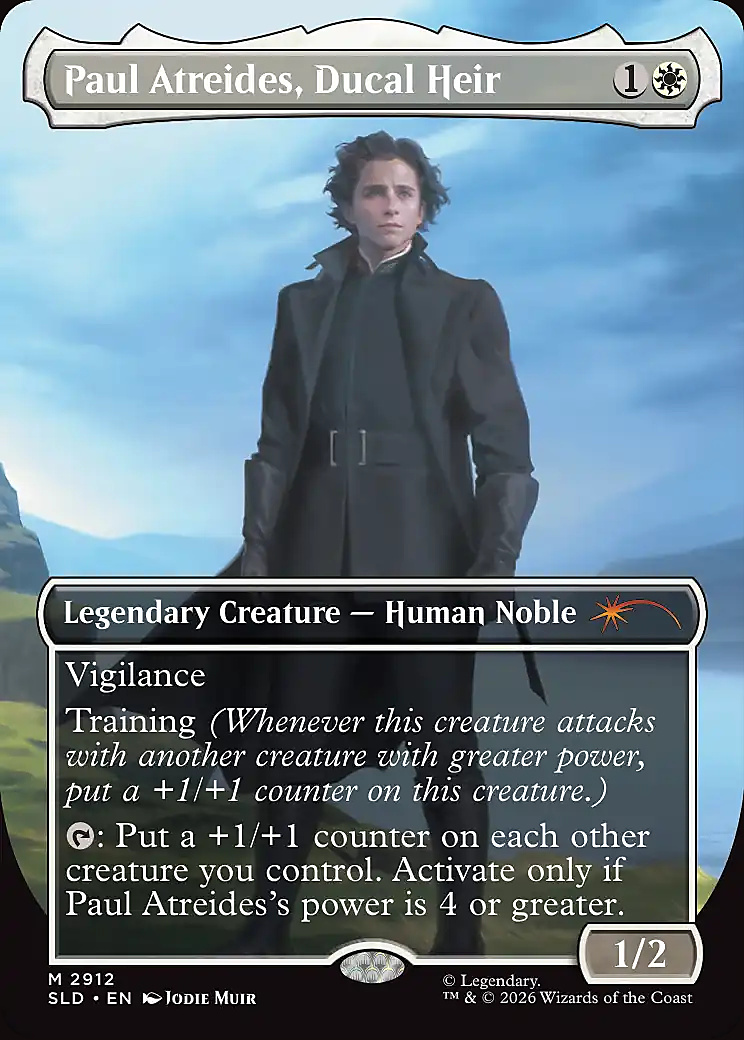 Paul Atreides, Ducal Heir 1
Legendary Creature — Human Noble
Vigilance
Training (Whenever this creature attacks
with another creature with greater power,
put a +1/+1 counter on this creature.)
: Put a +1/+1 counter on each other
creature you control. Activate only if
Paul Atreides's power is 4 or greater.
1/2
M 2912
SLD • EN Jodie Muir
© Legendary.
™ & © 2026 Wizards of the Coast